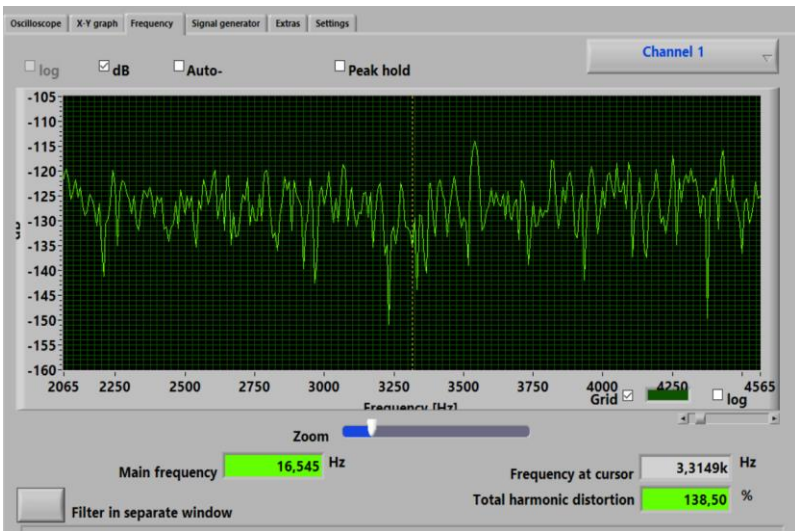 Oscilloscope X-Y graph Frequency Signal generator Extras Settings
Channel 1
log dB Auto- Peak hold
-105
-110
-115
-120
-125
-130
-135
-140
-145
-150
-155
-160
dB
2065 2250 2500 2750 3000 3250 3500 3750 4000 4250 4565
Frequency [Hz]
Grid log
Zoom
Main frequency 16,545 Hz
Frequency at cursor 3,3149k Hz
Total harmonic distortion 138,50 %
Filter in separate window